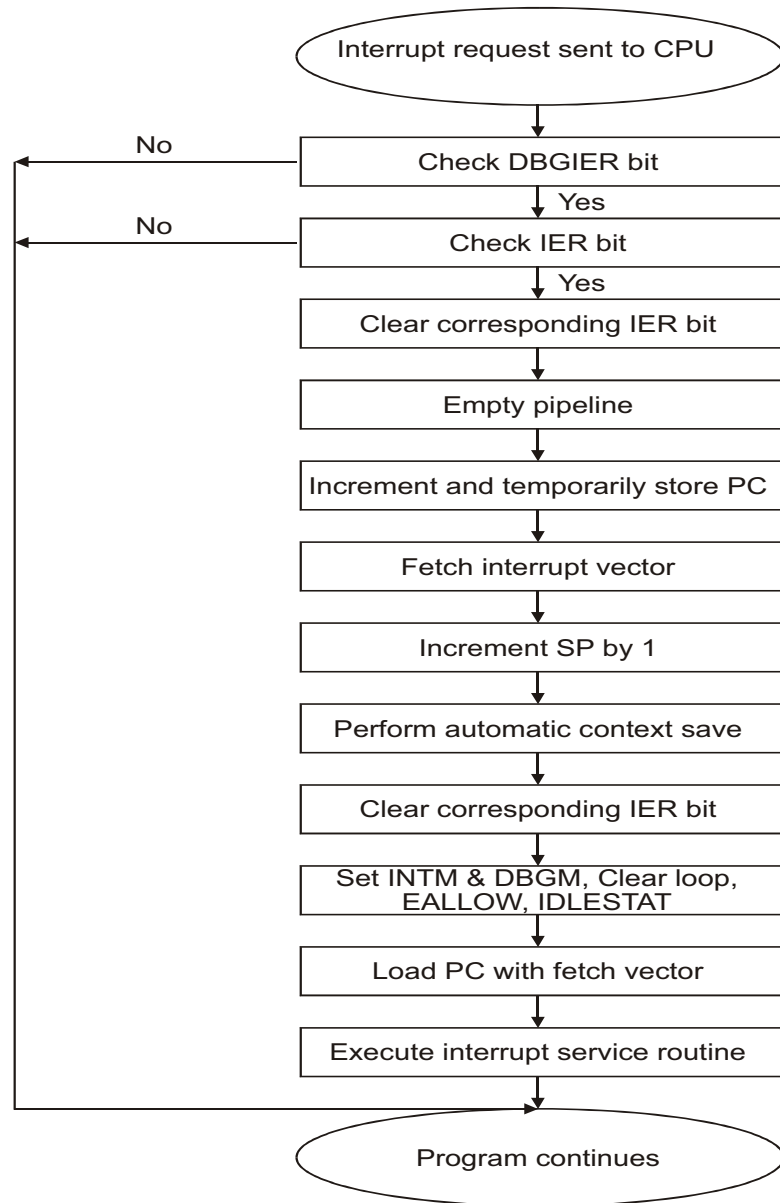 Interrupt request sent to CPU
No
Check DBGIER bit
Yes
No
Check IER bit
Yes
Clear corresponding IER bit
Empty pipeline
Increment and temporarily store PC
Fetch interrupt vector
Increment SP by 1
Perform automatic context save
Clear corresponding IER bit
Set INTM & DBGM, Clear loop,
EALLOW, IDLESTAT
Load PC with fetch vector
Execute interrupt service routine
Program continues